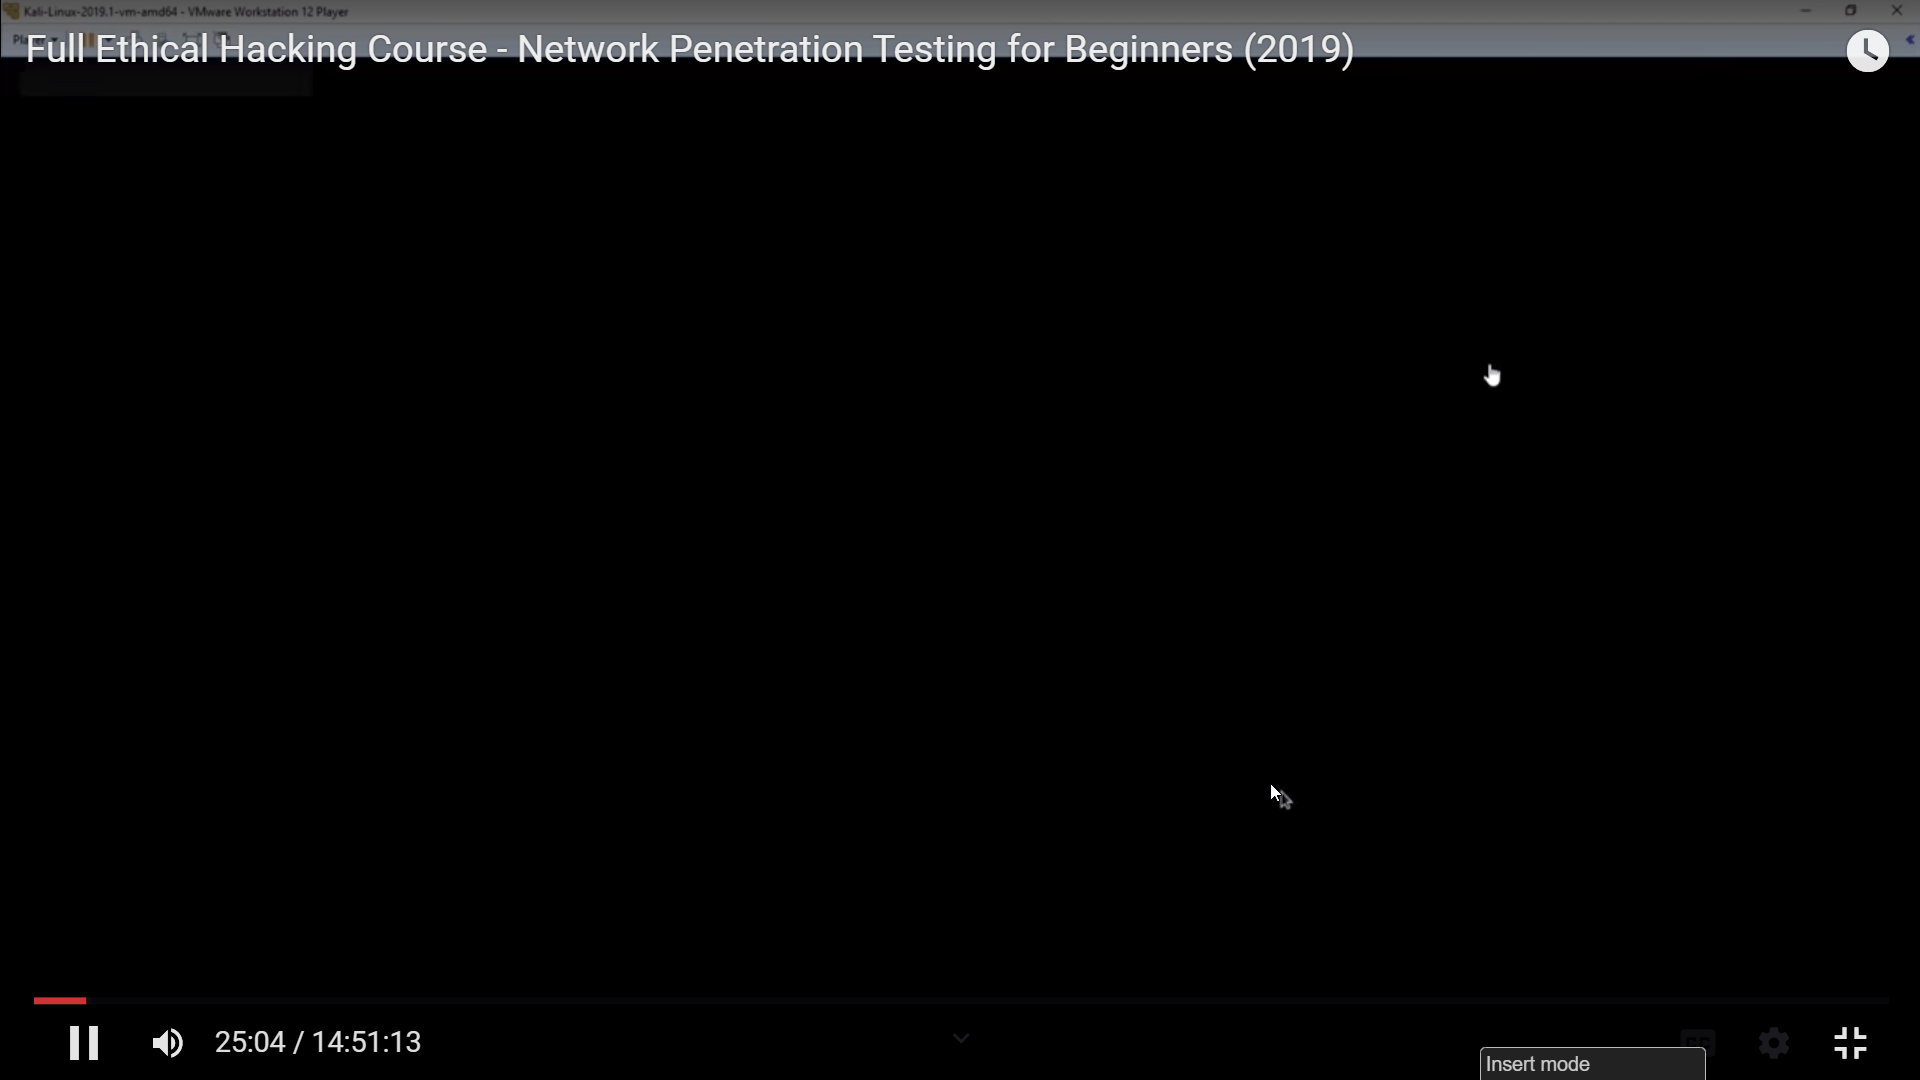 Kali-Linux-2019.1-vm-amd64 - VMware Workstation 12 Player
Full Ethical Hacking Course - Network Penetration Testing for Beginners (2019)
25:04 / 14:51:13
Insert mode